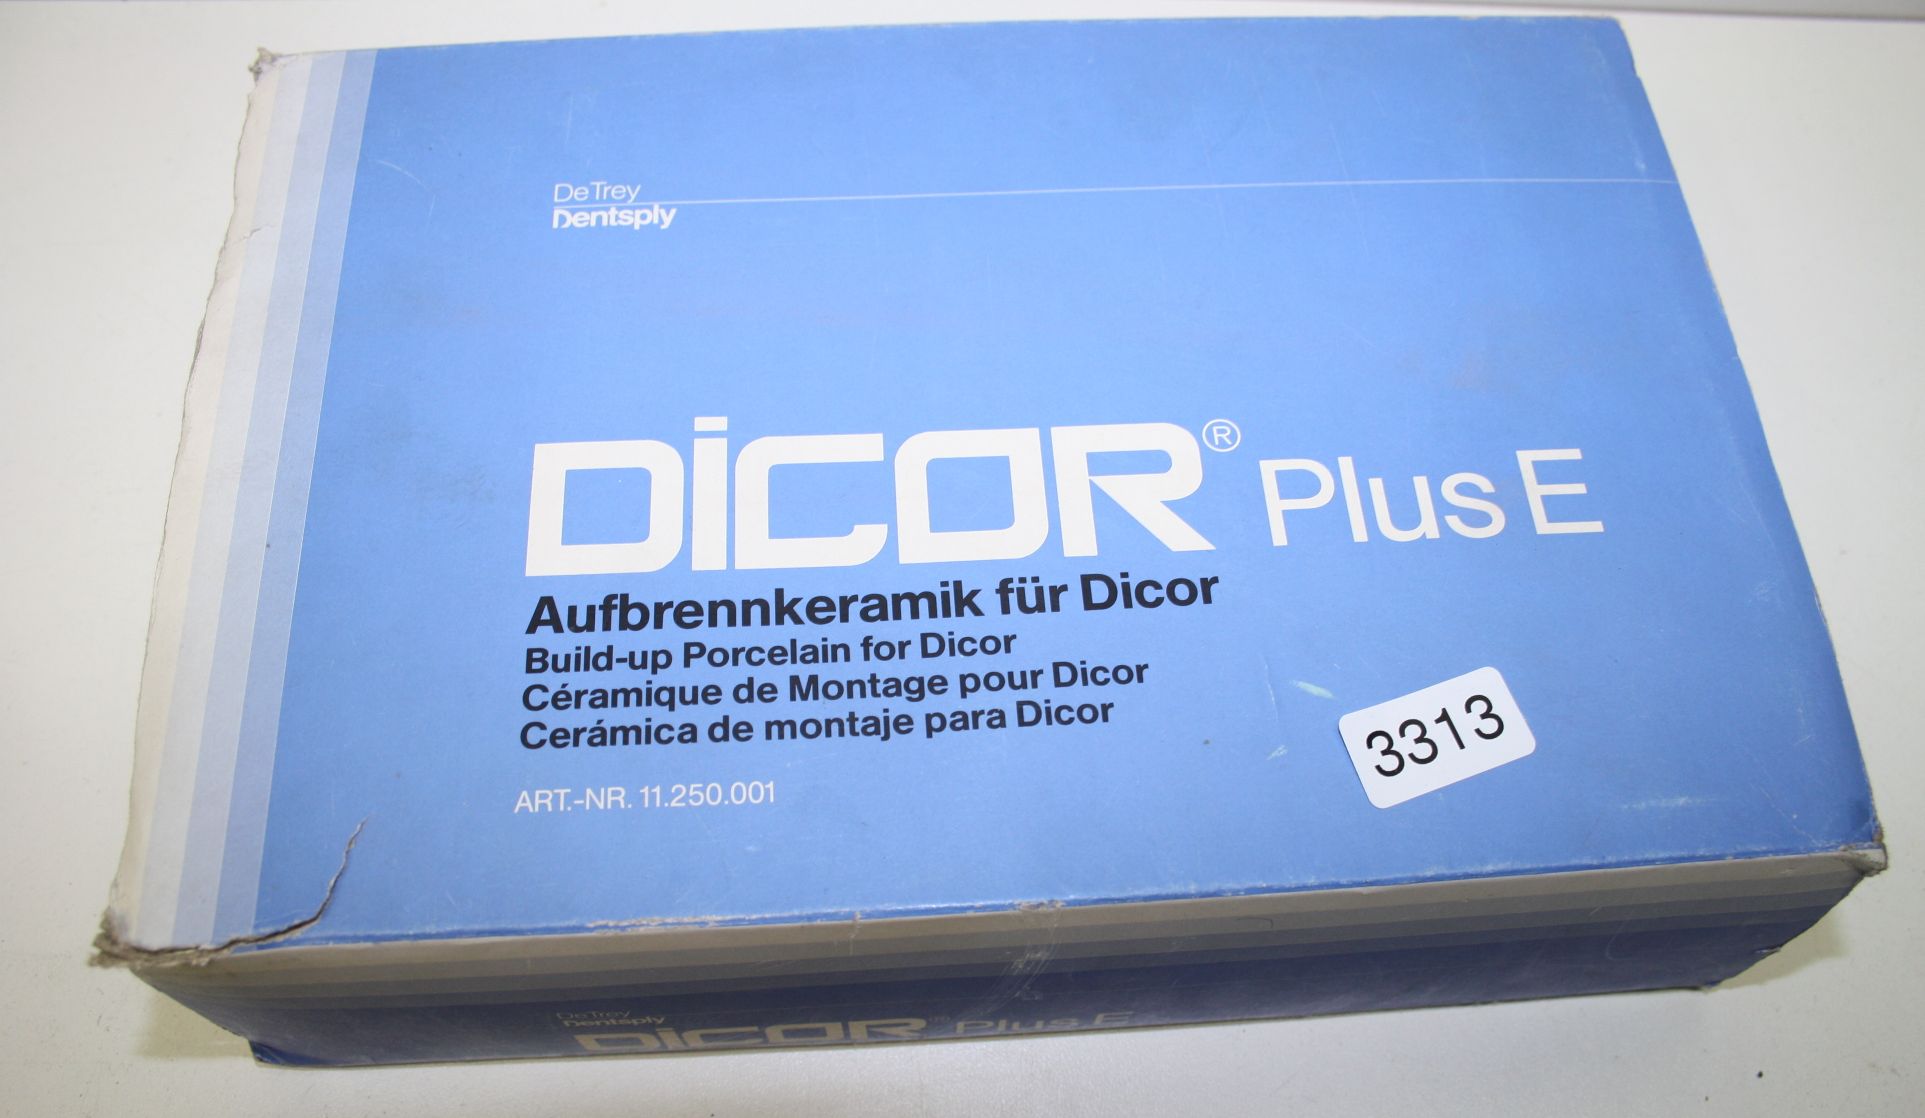 DeTrey
Dentsply
DiCOR® Plus E
Aufbrennkeramik für Dicor
Build-up Porcelain for Dicor
Céramique de Montage pour Dicor
Cerámica de montaje para Dicor
ART.-NR. 11.250.001
3313
DeTrey
Dentsply
DiCOR® Plus E